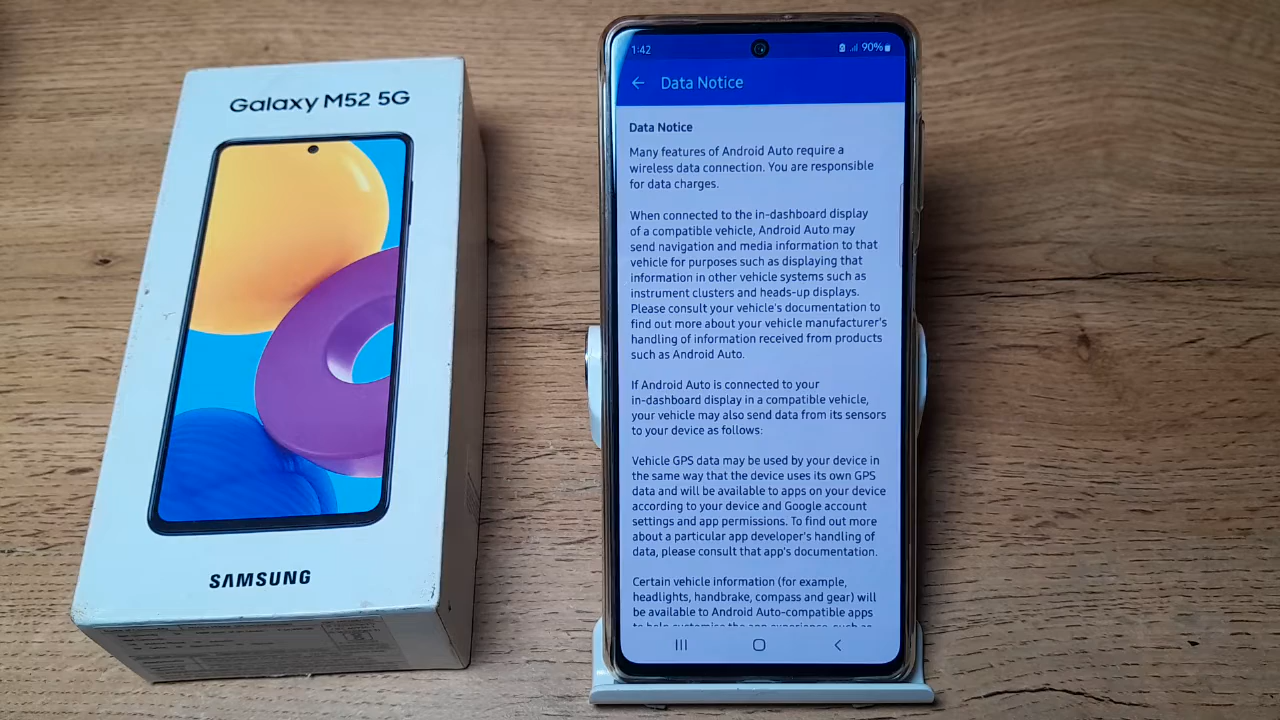 Galaxy M52 5G
SAMSUNG
1:42
90%
Data Notice
Data Notice
Many features of Android Auto require a
wireless data connection. You are responsible
for data charges.
When connected to the in-dashboard display
of a compatible vehicle, Android Auto may
send navigation and media information to that
vehicle for purposes such as displaying that
information in other vehicle systems such as
instrument clusters and heads-up displays.
Please consult your vehicle's documentation to
find out more about your vehicle manufacturer's
handling of information received from products
such as Android Auto.
If Android Auto is connected to your
in-dashboard display in a compatible vehicle,
your vehicle may also send data from its sensors
to your device as follows:
Vehicle GPS data may be used by your device in
the same way that the device uses its own GPS
data and will be available to apps on your device
according to your device and Google account
settings and app permissions. To find out more
about a particular app developer's handling of
data, please consult that app's documentation.
Certain vehicle information (for example,
headlights, handbrake, compass and gear) will
be available to Android Auto-compatible apps
to help customise the app experience, such as